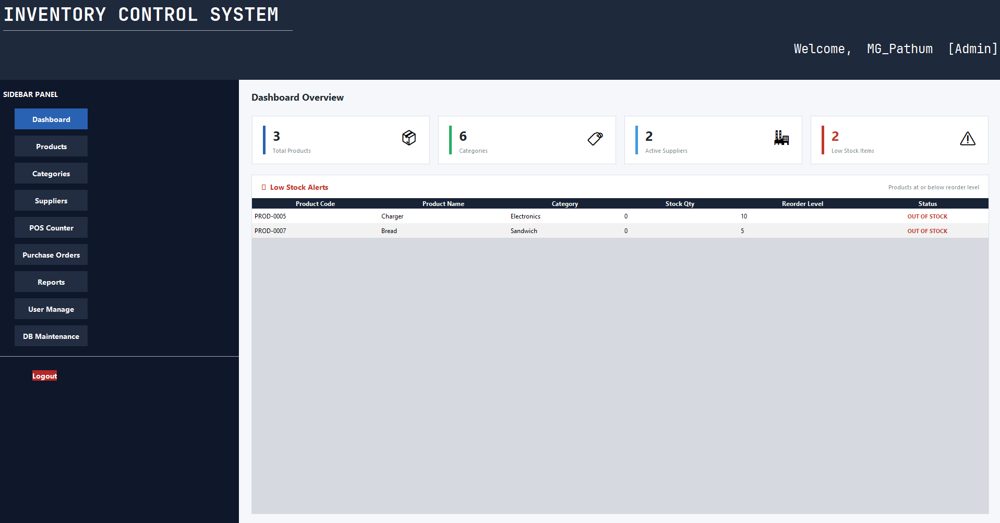 INVENTORY CONTROL SYSTEM
Welcome, MG_Pathum [Admin]
SIDEBAR PANEL
Dashboard
Products
Categories
Suppliers
POS Counter
Purchase Orders
Reports
User Manage
DB Maintenance
Logout
Dashboard Overview
3
Total Products
6
Categories
2
Active Suppliers
2
Low Stock Items
Low Stock Alerts
Products at or below reorder level
Product Code Product Name Category Stock Qty Reorder Level Status
PROD-0005 Charger Electronics 0 10 OUT OF STOCK
PROD-0007 Bread Sandwich 0 5 OUT OF STOCK